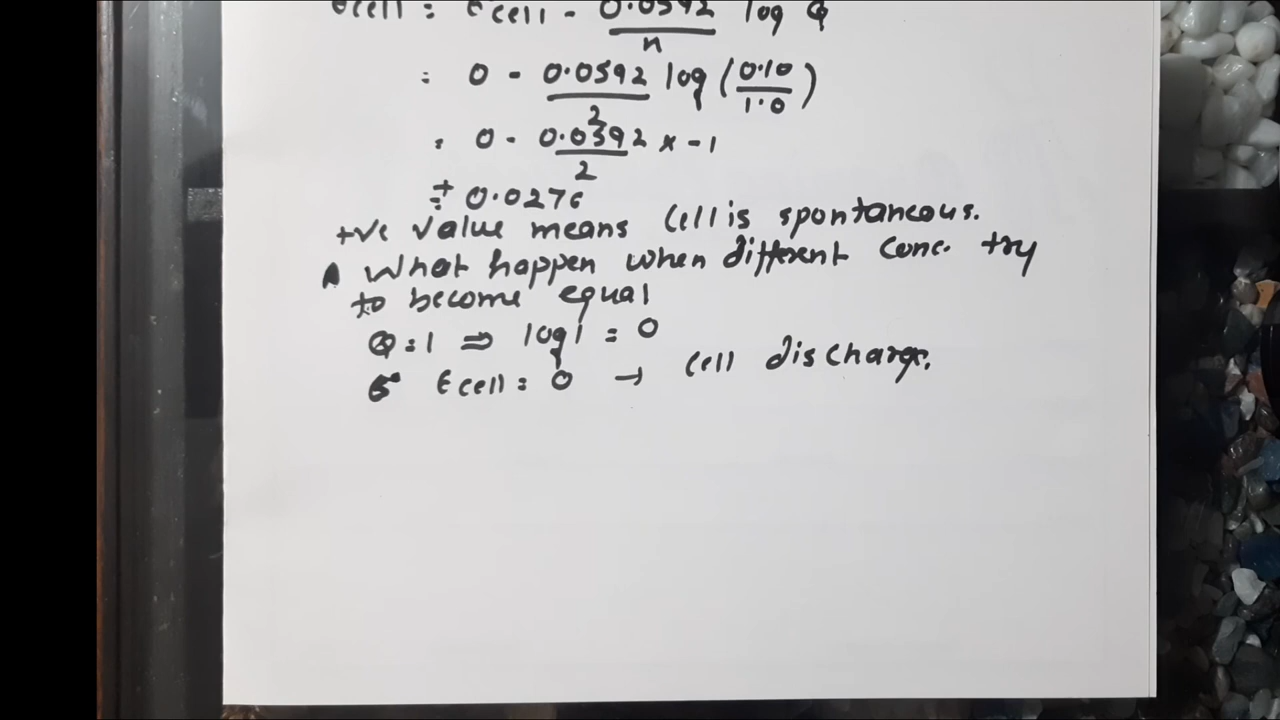 Ecell = E°cell - 0.0592/n log Q
= 0 - 0.0592/2 log (0.10/1.0)
= 0 - 0.0592/2 x -1
= + 0.0276
+ve value means cell is spontaneous.
What happen when different conc. try
to become equal
Q = 1 ⇒ log 1 = 0
Ecell = 0 → cell discharge.